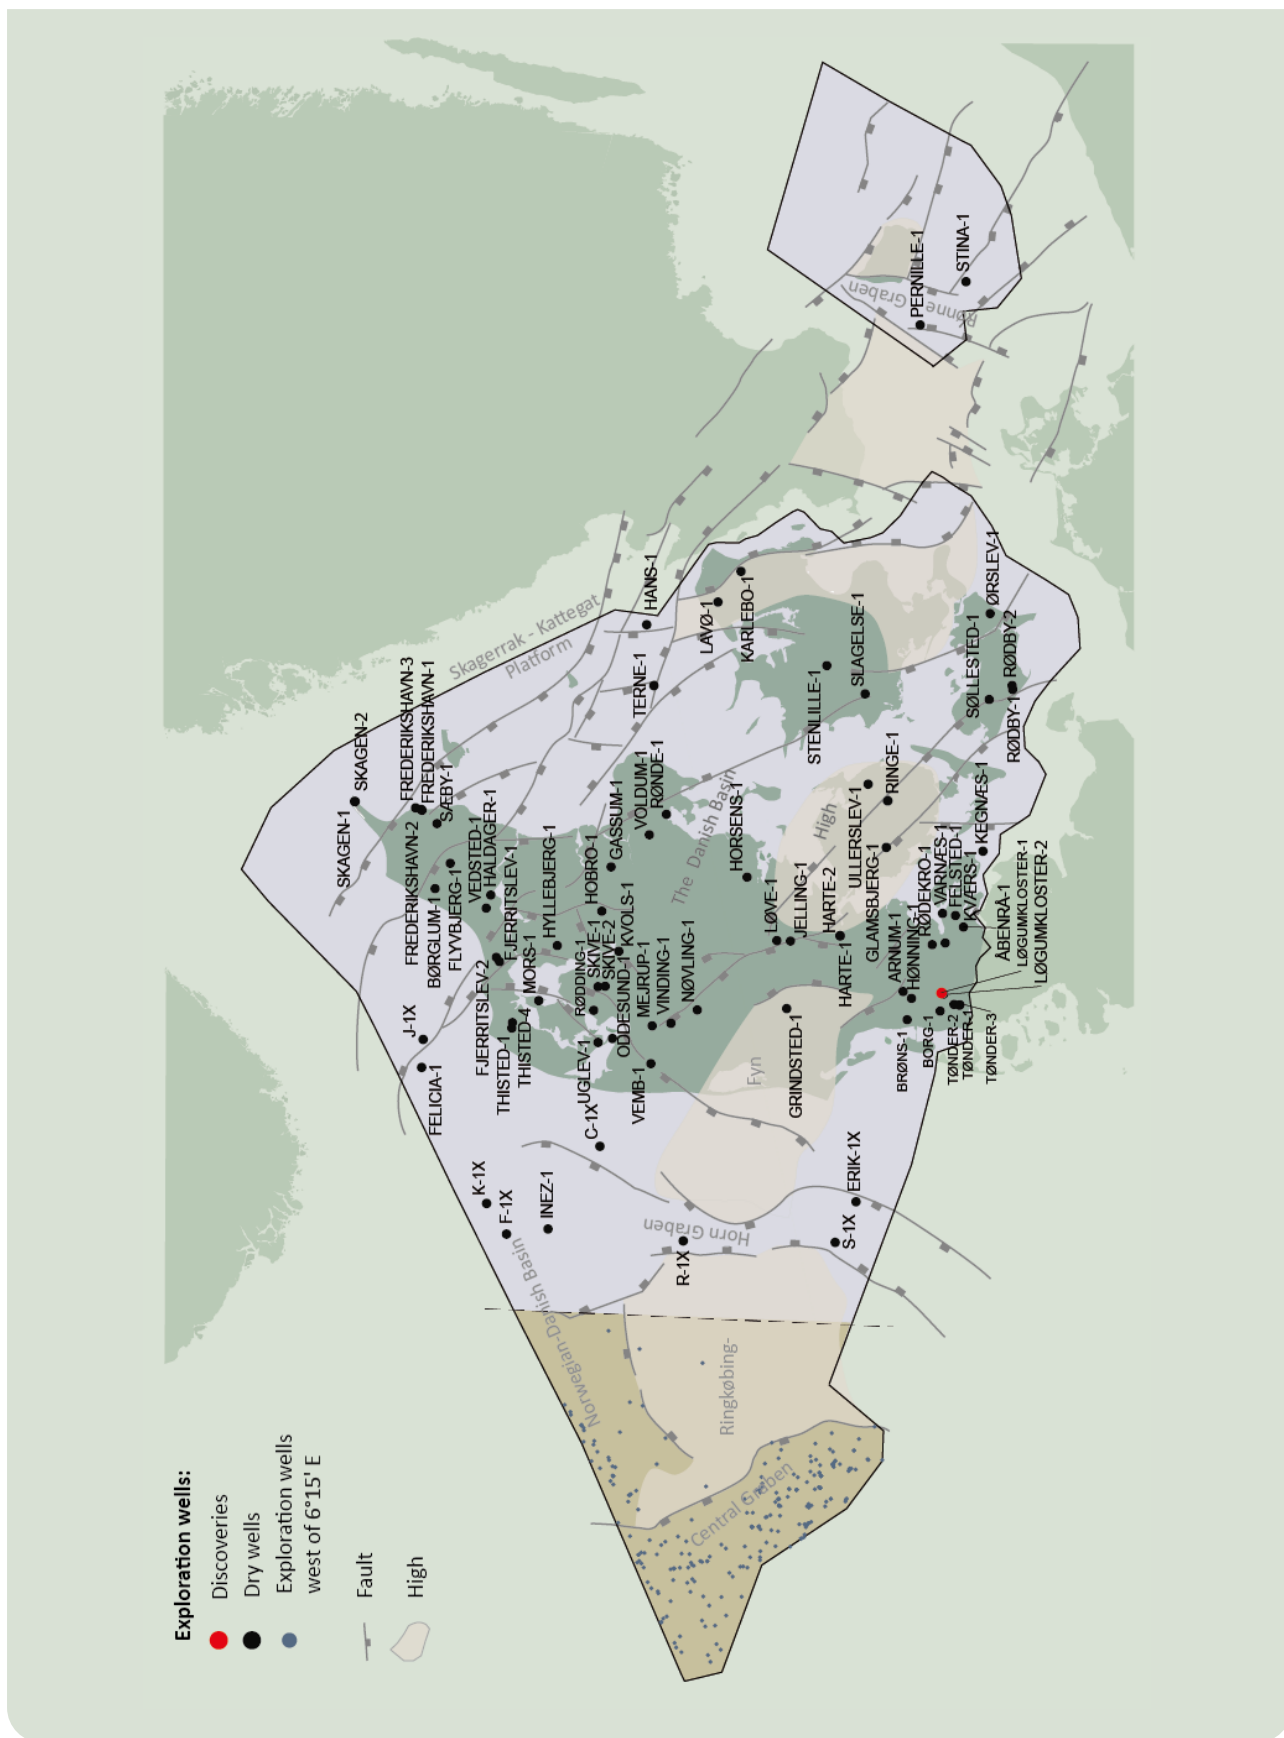 Exploration wells:
Discoveries
Dry wells
Exploration wells
west of 6°15' E
Fault
High
SKAGEN-2
SKAGEN-1
FREDERIKSHAVN-3
FREDERIKSHAVN-1
FREDERIKSHAVN-2
SÆBY-1
BØRGLUM-1
FLYVBJERG-1
VEDSTED-1
HALDAGER-1
FJERRITSLEV-1
FJERRITSLEV-2
J-1X
FELICIA-1
THISTED-1
THISTED-4
MORS-1
HYLLEBJERG-1
HOBRO-1
GASSUM-1
VOLDUM-1
RØNDE-1
KVOLS-1
SKIVE-1
SKIVE-2
RØDDING-1
UGLEV-1
ODDESUND-1
MEJRUP-1
VINDING-1
NØVLING-1
VEMB-1
C-1X
K-1X
F-1X
INEZ-1
R-1X
S-1X
ERIK-1X
Skagerrak - Kattegat
Platform
HANS-1
TERNE-1
LAVØ-1
KARLEBO-1
STENLILLE-1
SLAGELSE-1
The Danish Basin
HORSENS-1
LØVE-1
JELLING-1
HARTE-2
HARTE-1
GRINDSTED-1
ULLERSLEV-1
GLAMSBJERG-1
RINGE-1
High
Fyn
Ringkøbing-
ARNUM-1
HØNNING-1
RØDEKRO-1
VARNÆS-1
FELSTED-1
KVÆRS-1
KEGNÆS-1
ÅBENRÅ-1
LØGUMKLOSTER-1
LØGUMKLOSTER-2
BRØNS-1
BORG-1
TØNDER-2
TØNDER-1
TØNDER-3
SØLLESTED-1
ØRSLEV-1
RØDBY-2
RØDBY-1
PERNILLE-1
STINA-1
Rønne Graben
Horn Graben
Norwegian-Danish Basin
Central Graben